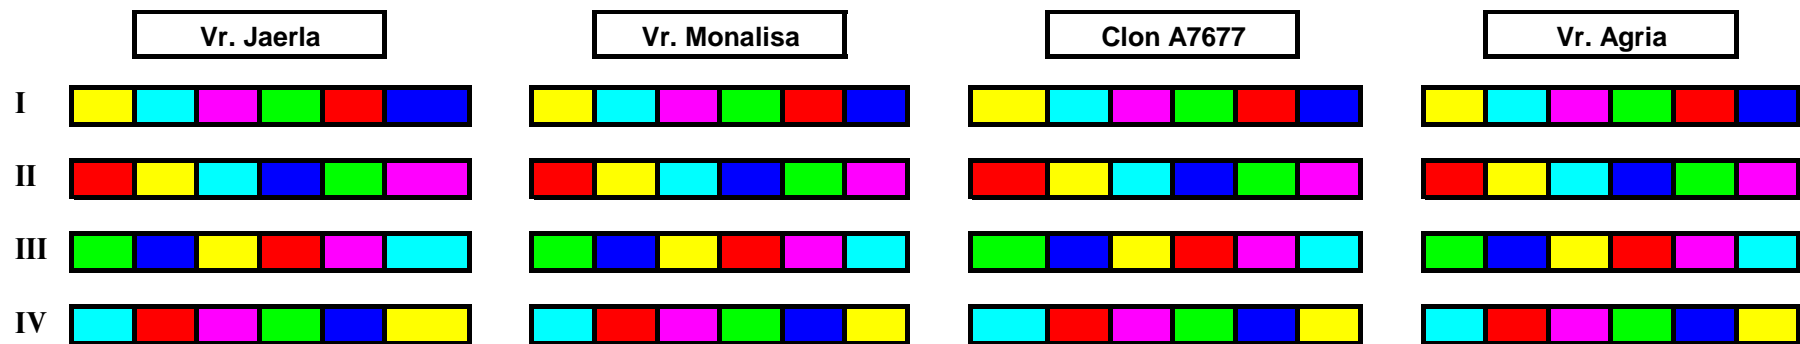 Vr. Jaerla Vr. Monalisa Clon A7677 Vr. Agria
I
II
III
IV